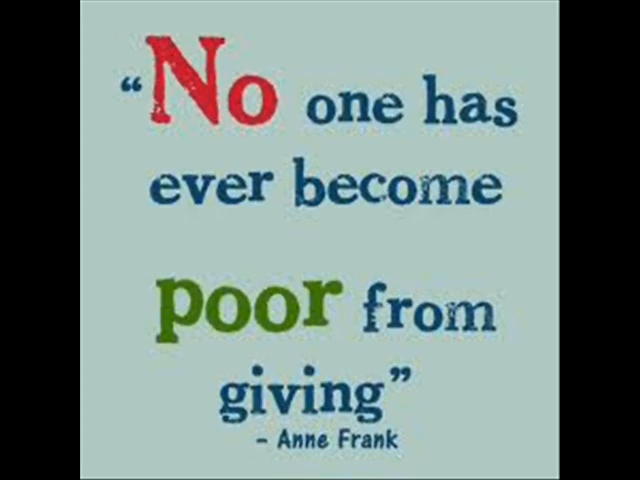 “No one has
ever become
poor from
giving”
– Anne Frank